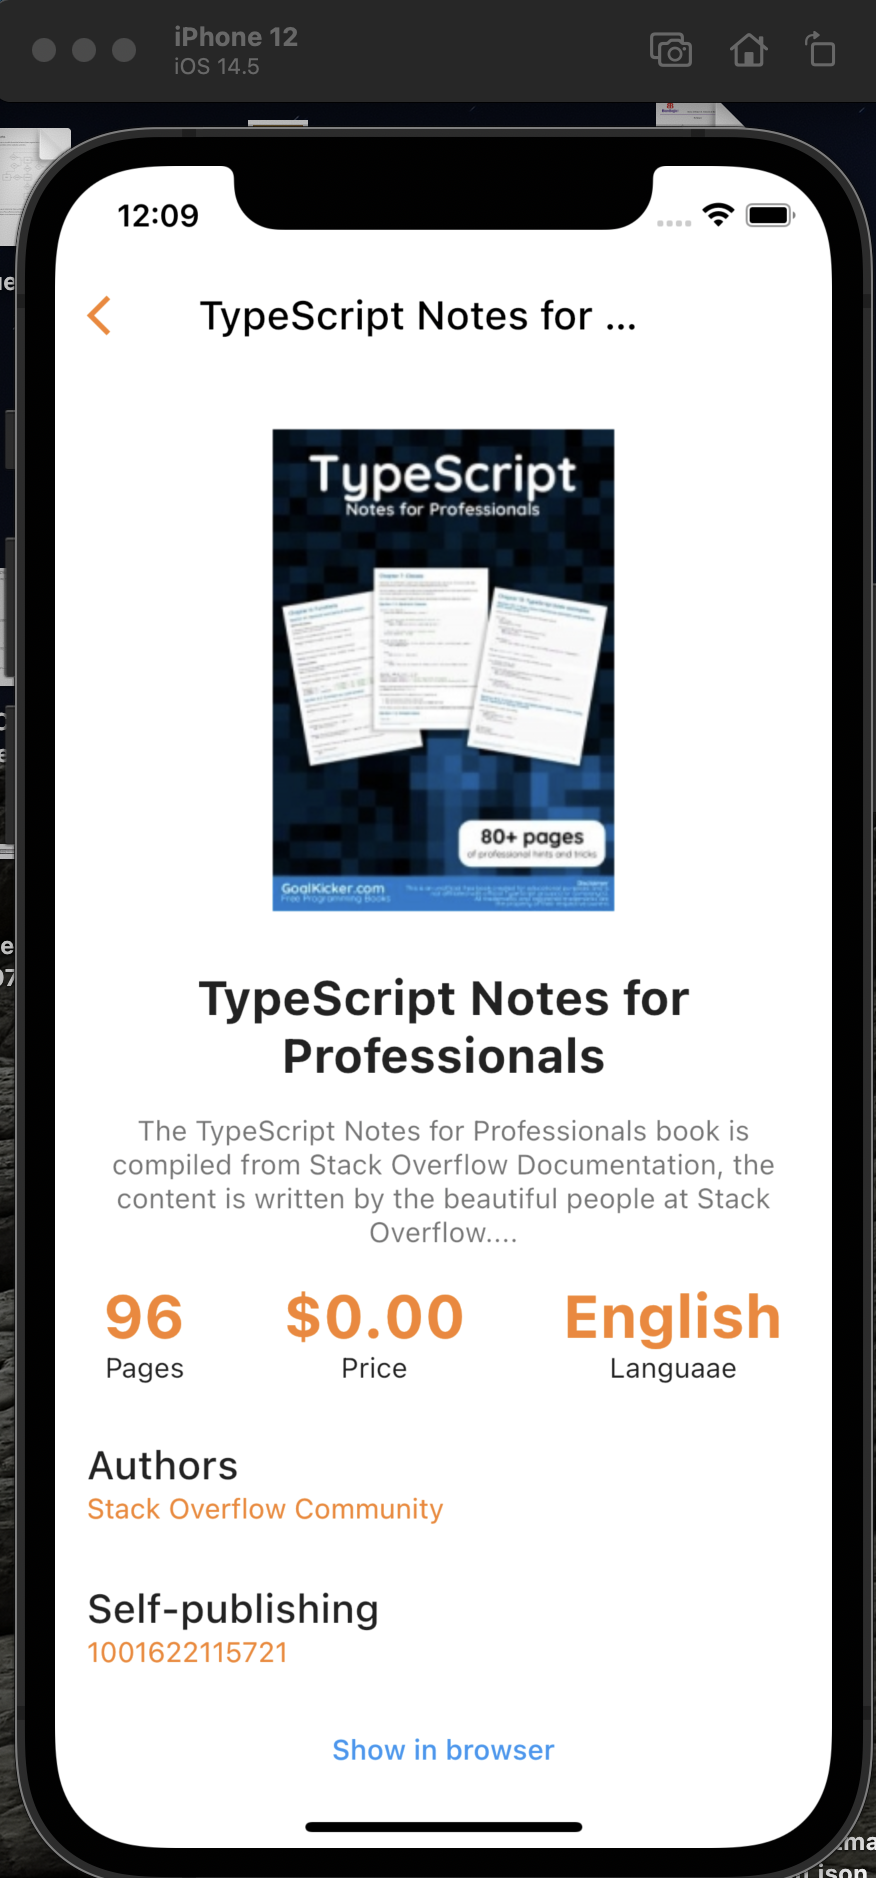 iPhone 12
iOS 14.5
12:09
TypeScript Notes for ...
TypeScript
Notes for Professionals
80+ pages
of professional hints and tricks
GoalKicker.com
Free Programming Books
Disclaimer
TypeScript Notes for
Professionals
The TypeScript Notes for Professionals book is
compiled from Stack Overflow Documentation, the
content is written by the beautiful people at Stack
Overflow....
96 $0.00 English
Pages Price Languaae
Authors
Stack Overflow Community
Self-publishing
1001622115721
Show in browser